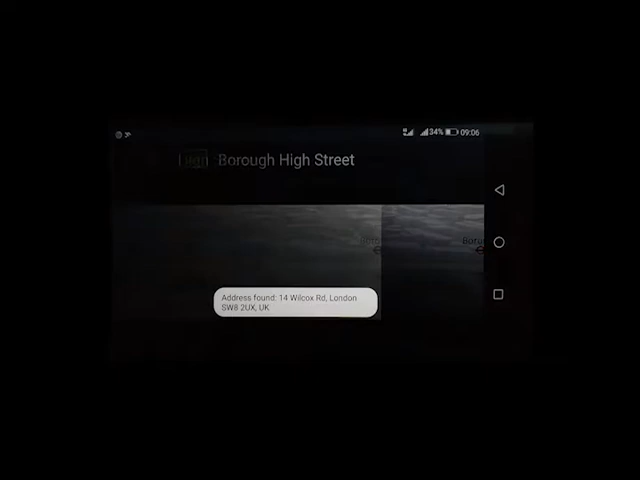 34% 09:06
Borough High Street
Address found: 14 Wilcox Rd, London
SW8 2UX, UK